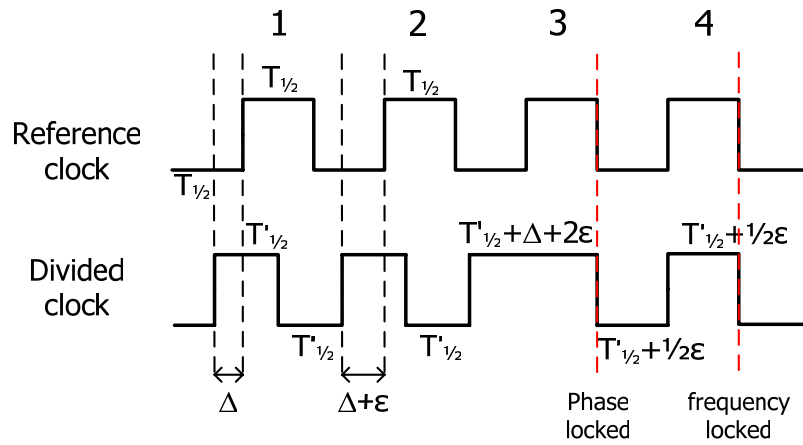 1 2 3 4
T½ T½
Reference
clock
T½
T'½ T'½+Δ+2ε T'½+½ε
Divided
clock
T'½ T'½ T'½+½ε
Δ Δ+ε
Phase
locked
frequency
locked